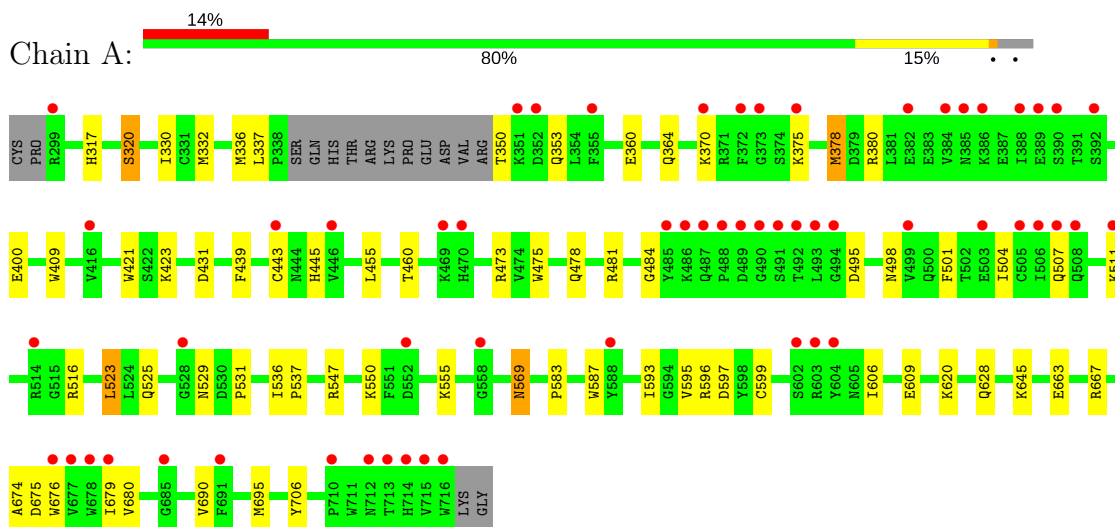 14%
Chain A:
80% 15% • •
CYS PRO R299 H317 S320 I330 C331 M332 M336 L337 P338 SER GLN HIS THR ARG LYS PRO GLU ASP VAL ARG T350 K351 D352 Q353 L354 F355 E360 Q364 K370 R371 F372 G373 S374 K375 M378 D379 R380 L381 E382 E383 V384 N385 K386 E387 I388 E389 S390 T391 S392
E400 W409 V416 W421 S422 K423 D431 F439 C443 N444 H445 V446 L455 T460 K469 H470 R473 V474 W475 Q478 R481 G484 Y485 K486 Q487 P488 D489 G490 S491 T492 L493 G494 D495 N498 V499 Q500 F501 T502 E503 I504 C505 I506 Q507 Q508 K511
R514 G515 R516 L523 L524 Q525 G528 N529 D530 P531 I536 P537 R547 K550 F551 D552 K555 G558 N569 P583 W587 Y588 I593 G594 V595 R596 D597 Y598 C599 S602 R603 Y604 N605 I606 E609 K620 Q628 K645 E663 R667
A674 D675 W676 V677 W678 I679 V680 G685 V690 F691 M695 Y706 P710 W711 N712 T713 H714 V715 W716 LYS GLY